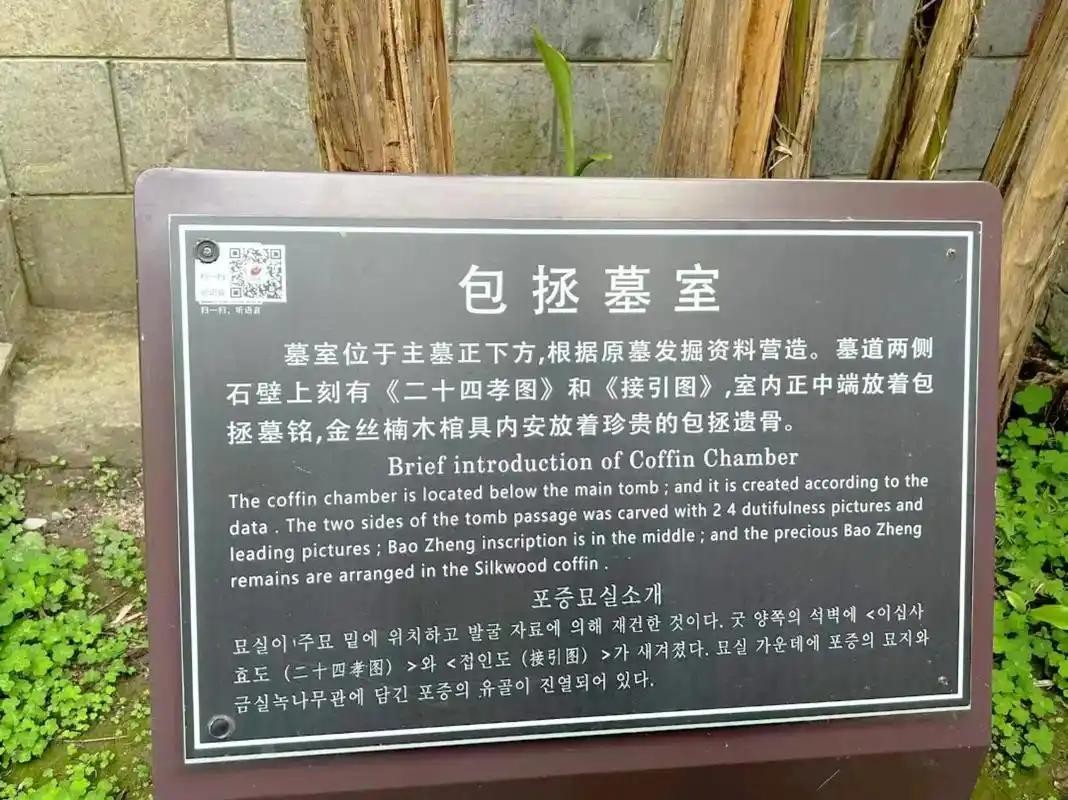 扫一扫，听语音
包拯墓室
墓室位于主墓正下方,根据原墓发掘资料营造。墓道两侧
石壁上刻有《二十四孝图》和《接引图》,室内正中端放着包
拯墓铭,金丝楠木棺具内安放着珍贵的包拯遗骨。
Brief introduction of Coffin Chamber
The coffin chamber is located below the main tomb ; and it is created according to the
data . The two sides of the tomb passage was carved with 2 4 dutifulness pictures and
leading pictures ; Bao Zheng inscription is in the middle ; and the precious Bao Zheng
remains are arranged in the Silkwood coffin .
포증묘실소개
묘실이 주묘 밑에 위치하고 발굴 자료에 의해 재건한 것이다. 굿 양쪽의 석벽에 <이십사
효도 (二十四孝图) >와 <접인도 (接引图) >가 새겨졌다. 묘실 가운데에 포증의 묘지와
금실녹나무관에 담긴 포증의 유골이 진열되어 있다.